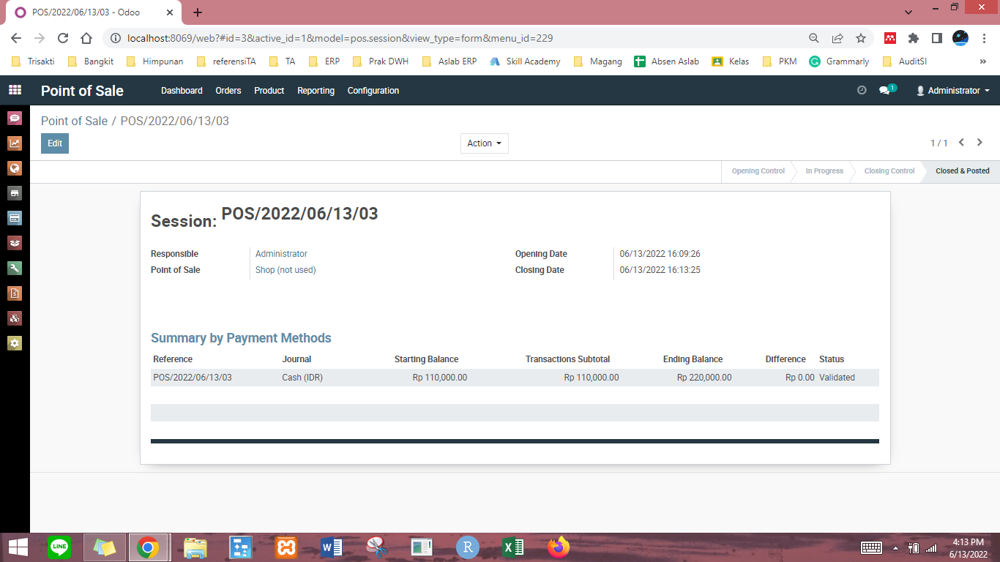 POS/2022/06/13/03 - Odoo
localhost:8069/web?#id=3&active_id=1&model=pos.session&view_type=form&menu_id=229
Trisakti Bangkit Himpunan referensiTA TA ERP Prak DWH Aslab ERP Skill Academy Magang Absen Aslab Kelas PKM Grammarly AuditSI »
Point of Sale Dashboard Orders Product Reporting Configuration 1 Administrator
Point of Sale / POS/2022/06/13/03
Edit Action 1 / 1
Opening Control In Progress Closing Control Closed & Posted
Session: POS/2022/06/13/03
Responsible Administrator Opening Date 06/13/2022 16:09:26
Point of Sale Shop (not used) Closing Date 06/13/2022 16:13:25
Summary by Payment Methods
Reference Journal Starting Balance Transactions Subtotal Ending Balance Difference Status
POS/2022/06/13/03 Cash (IDR) Rp 110,000.00 Rp 110,000.00 Rp 220,000.00 Rp 0.00 Validated
LINE
W
R
X
4:13 PM
6/13/2022